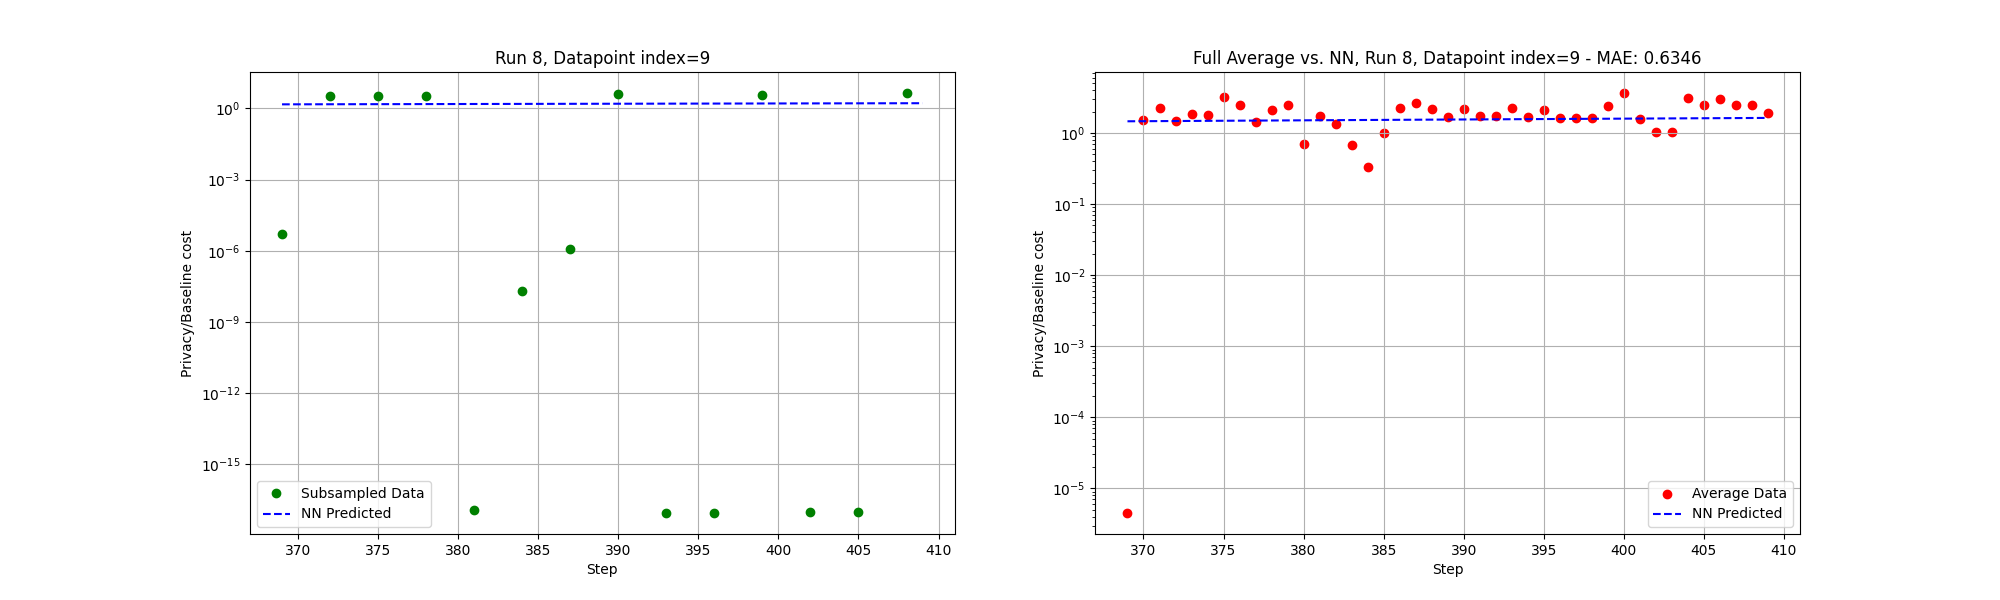 Run 8, Datapoint index=9
Privacy/Baseline cost
10^0
10^-3
10^-6
10^-9
10^-12
10^-15
Subsampled Data
NN Predicted
370 375 380 385 390 395 400 405 410
Step
Full Average vs. NN, Run 8, Datapoint index=9 - MAE: 0.6346
Privacy/Baseline cost
10^0
10^-1
10^-2
10^-3
10^-4
10^-5
Average Data
NN Predicted
370 375 380 385 390 395 400 405 410
Step